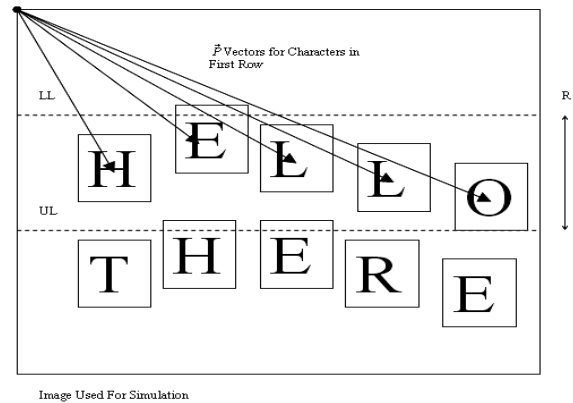 P⃗ Vectors for Characters in
First Row
LL
R
H E L L O
UL
T H E R E
Image Used For Simulation